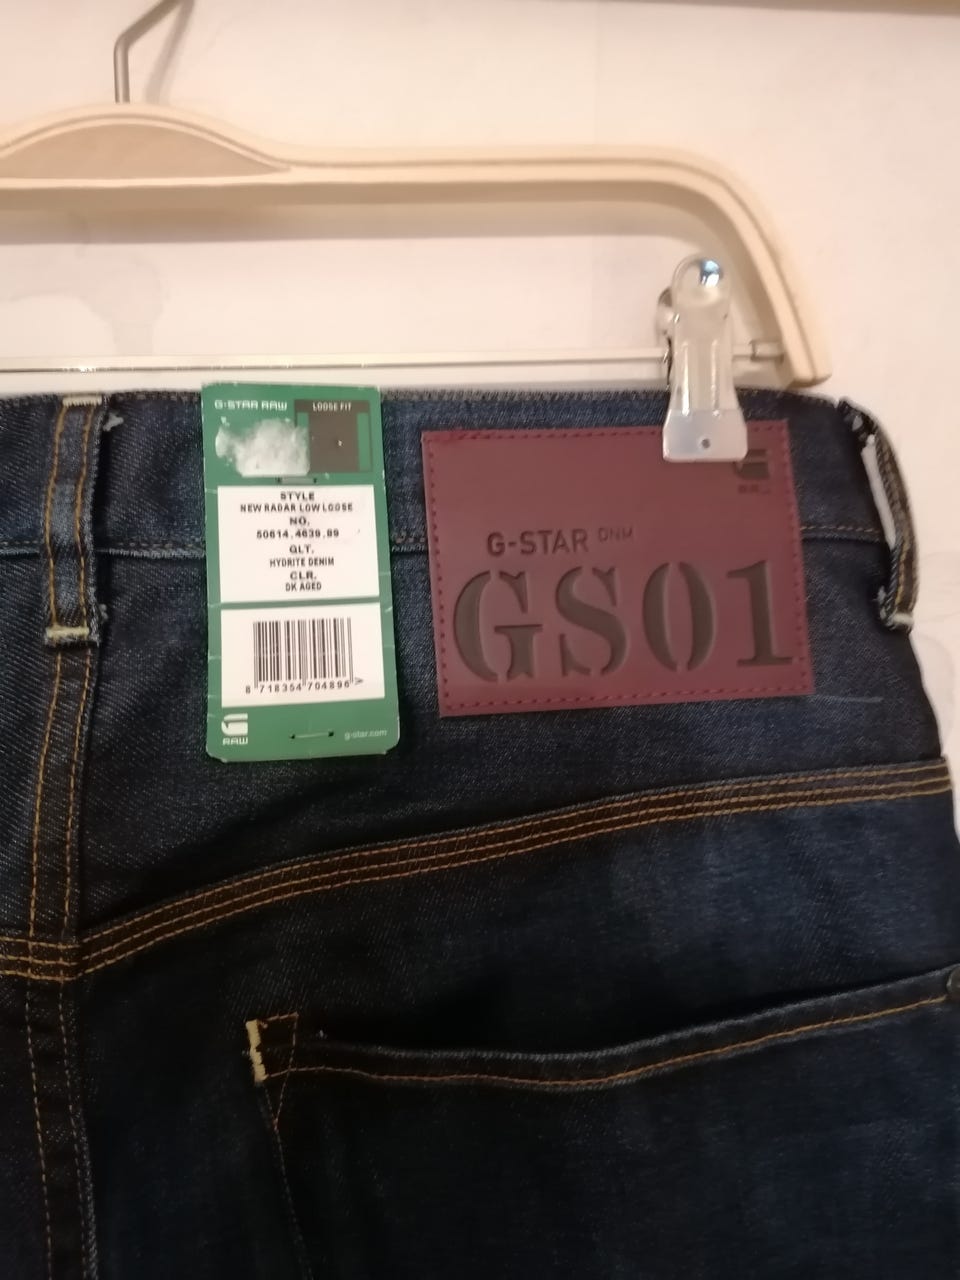 G-STAR RAW
LOOSE FIT
STYLE
NEW RADAR LOW LOOSE
NO.
50614.4639.89
QLT.
HYDRITE DENIM
CLR.
DK AGED
8 718354 704896 >
RAW
g-star.com
G-STAR DNM
GS01